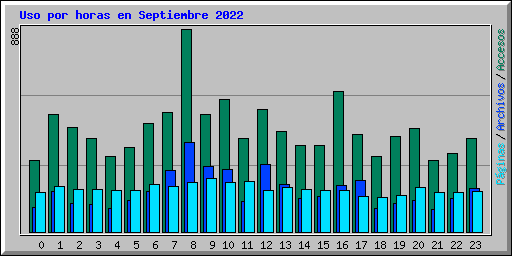 Uso por horas en Septiembre 2022
888
Páginas / Archivos / Accesos
0 1 2 3 4 5 6 7 8 9 10 11 12 13 14 15 16 17 18 19 20 21 22 23